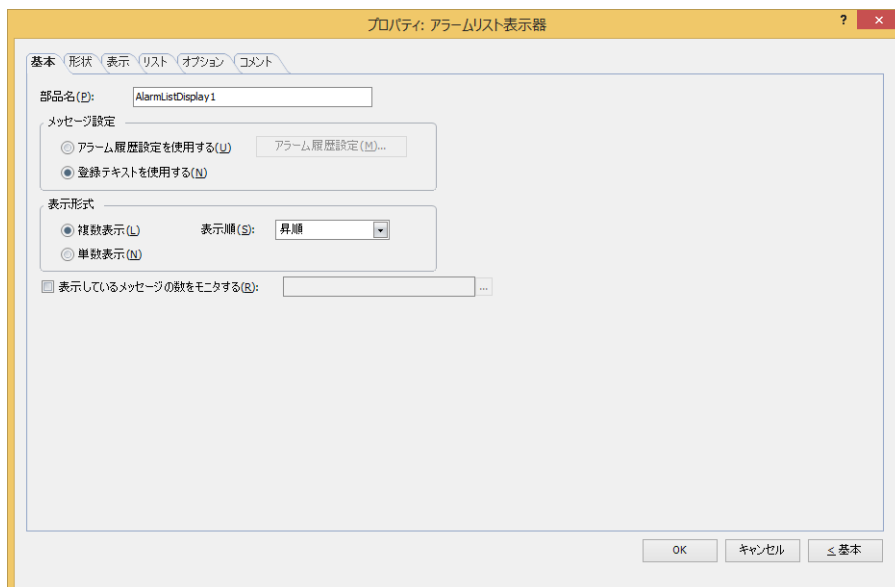 プロパティ: アラームリスト表示器
? ×
基本 形状 表示 リスト オプション コメント
部品名(P): AlarmListDisplay1
メッセージ設定
アラーム履歴設定を使用する(U) アラーム履歴設定(M)...
登録テキストを使用する(N)
表示形式
複数表示(L) 表示順(S): 昇順
単数表示(N)
表示しているメッセージの数をモニタする(R): ...
OK キャンセル ≤ 基本